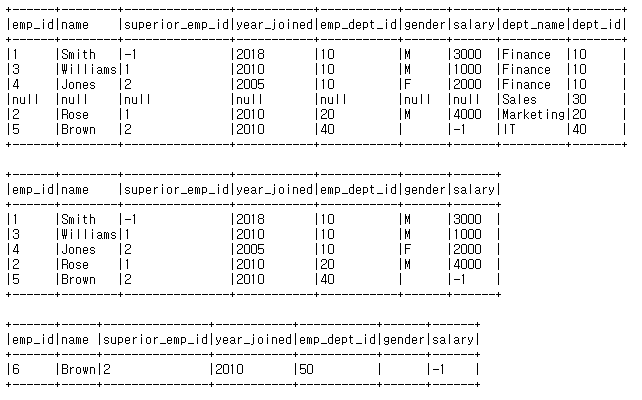 +------+--------+---------------+-----------+-----------+------+------+---------+-------+
|emp_id|name    |superior_emp_id|year_joined|emp_dept_id|gender|salary|dept_name|dept_id|
+------+--------+---------------+-----------+-----------+------+------+---------+-------+
|1     |Smith   |-1             |2018       |10         |M     |3000  |Finance  |10     |
|3     |Williams|1              |2010       |10         |M     |1000  |Finance  |10     |
|4     |Jones   |2              |2005       |10         |F     |2000  |Finance  |10     |
|null  |null    |null           |null       |null       |null  |null  |Sales    |30     |
|2     |Rose    |1              |2010       |20         |M     |4000  |Marketing|20     |
|5     |Brown   |2              |2010       |40         |      |-1    |IT       |40     |
+------+--------+---------------+-----------+-----------+------+------+---------+-------+
+------+--------+---------------+-----------+-----------+------+------+
|emp_id|name    |superior_emp_id|year_joined|emp_dept_id|gender|salary|
+------+--------+---------------+-----------+-----------+------+------+
|1     |Smith   |-1             |2018       |10         |M     |3000  |
|3     |Williams|1              |2010       |10         |M     |1000  |
|4     |Jones   |2              |2005       |10         |F     |2000  |
|2     |Rose    |1              |2010       |20         |M     |4000  |
|5     |Brown   |2              |2010       |40         |      |-1    |
+------+--------+---------------+-----------+-----------+------+------+
+------+-----+---------------+-----------+-----------+------+------+
|emp_id|name |superior_emp_id|year_joined|emp_dept_id|gender|salary|
+------+-----+---------------+-----------+-----------+------+------+
|6     |Brown|2              |2010       |50         |      |-1    |
+------+-----+---------------+-----------+-----------+------+------+